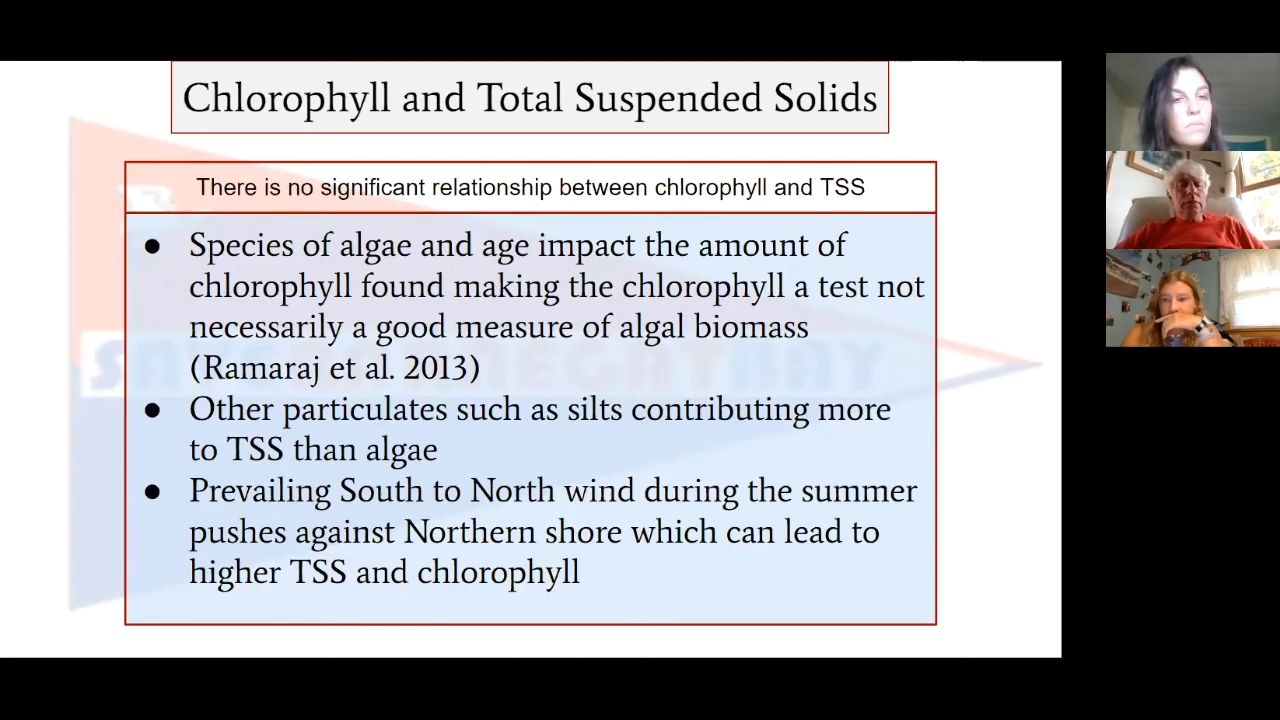 Chlorophyll and Total Suspended Solids
There is no significant relationship between chlorophyll and TSS
● Species of algae and age impact the amount of
chlorophyll found making the chlorophyll a test not
necessarily a good measure of algal biomass
(Ramaraj et al. 2013)
● Other particulates such as silts contributing more
to TSS than algae
● Prevailing South to North wind during the summer
pushes against Northern shore which can lead to
higher TSS and chlorophyll